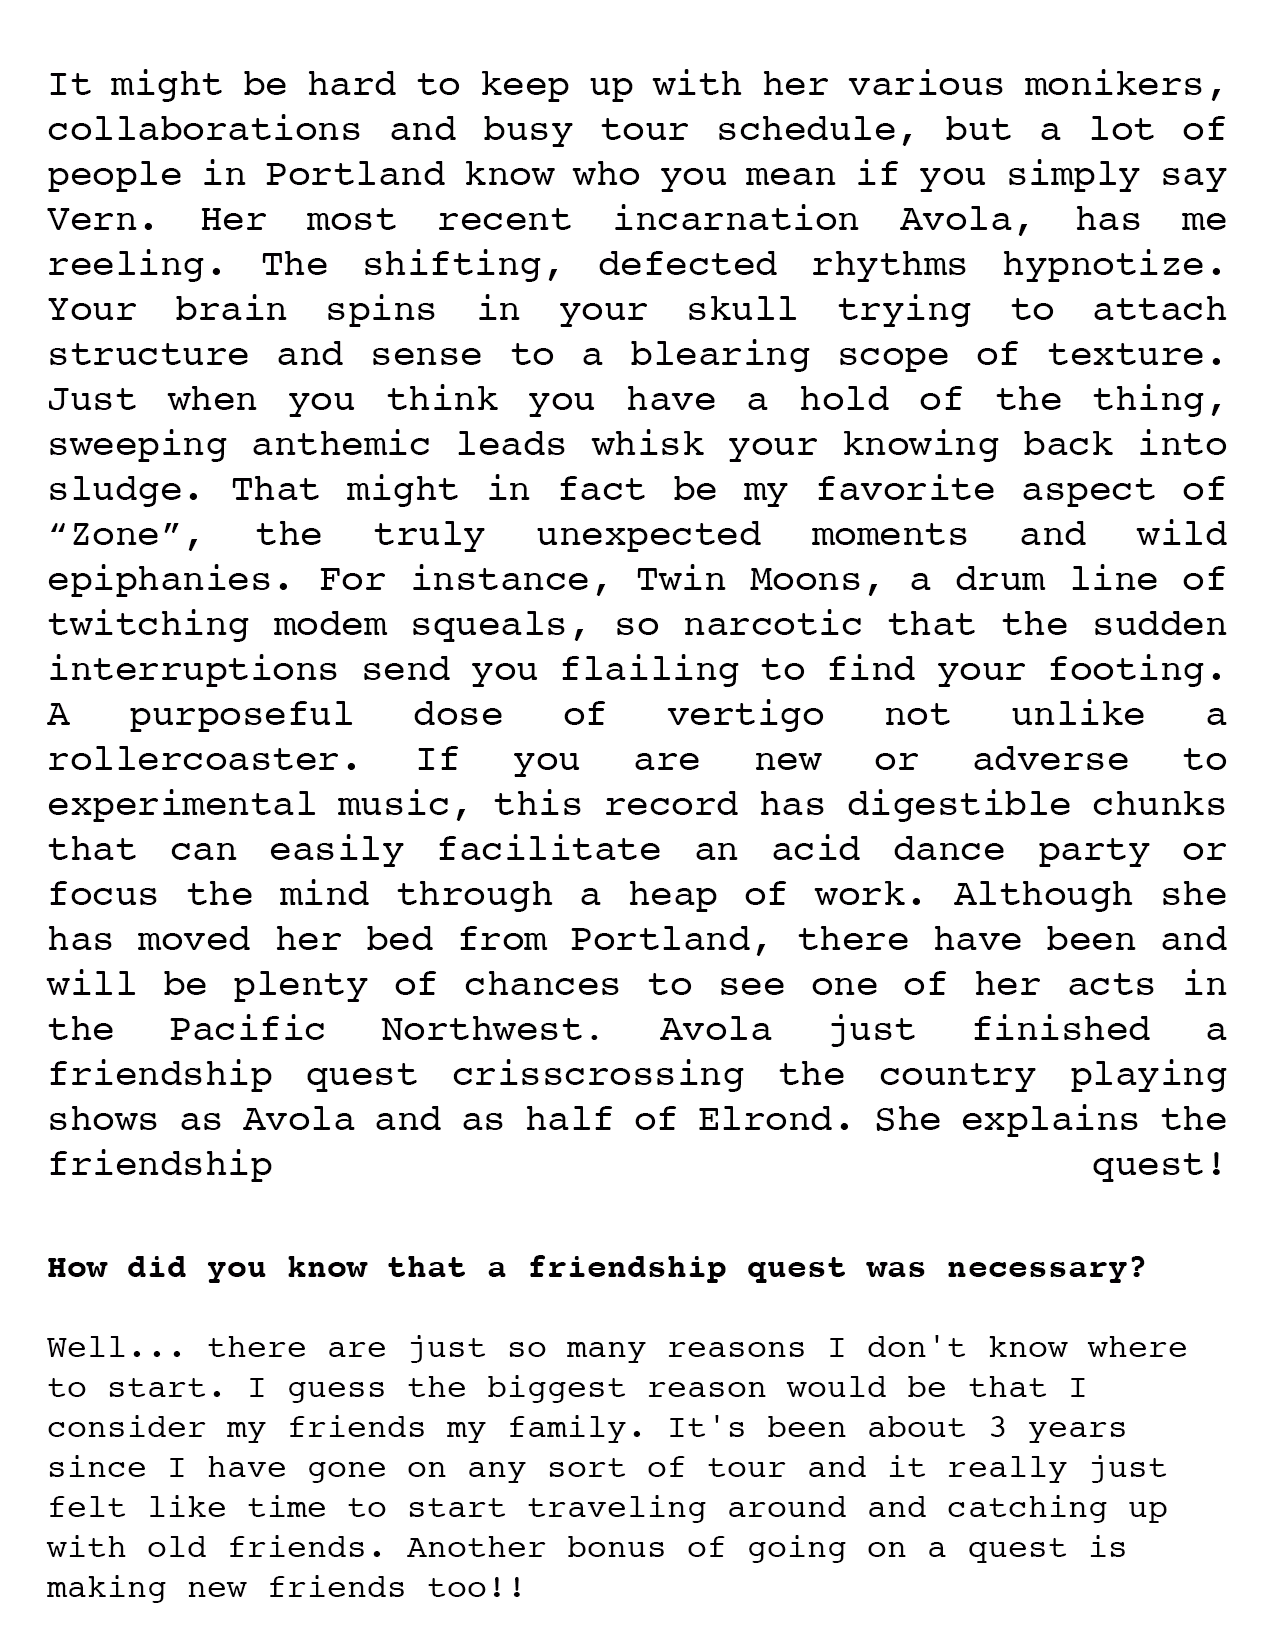 It might be hard to keep up with her various monikers,
collaborations and busy tour schedule, but a lot of
people in Portland know who you mean if you simply say
Vern. Her most recent incarnation Avola, has me
reeling. The shifting, defected rhythms hypnotize.
Your brain spins in your skull trying to attach
structure and sense to a blearing scope of texture.
Just when you think you have a hold of the thing,
sweeping anthemic leads whisk your knowing back into
sludge. That might in fact be my favorite aspect of
“Zone”, the truly unexpected moments and wild
epiphanies. For instance, Twin Moons, a drum line of
twitching modem squeals, so narcotic that the sudden
interruptions send you flailing to find your footing.
A purposeful dose of vertigo not unlike a
rollercoaster. If you are new or adverse to
experimental music, this record has digestible chunks
that can easily facilitate an acid dance party or
focus the mind through a heap of work. Although she
has moved her bed from Portland, there have been and
will be plenty of chances to see one of her acts in
the Pacific Northwest. Avola just finished a
friendship quest crisscrossing the country playing
shows as Avola and as half of Elrond. She explains the
friendship quest!
How did you know that a friendship quest was necessary?
Well... there are just so many reasons I don't know where
to start. I guess the biggest reason would be that I
consider my friends my family. It's been about 3 years
since I have gone on any sort of tour and it really just
felt like time to start traveling around and catching up
with old friends. Another bonus of going on a quest is
making new friends too!!